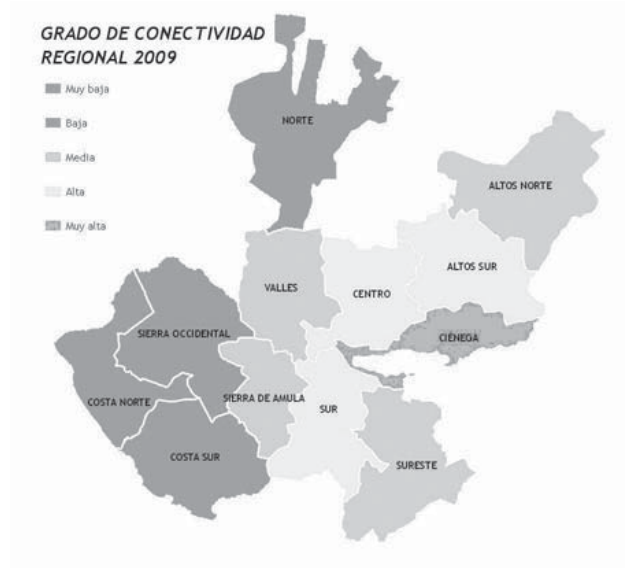 GRADO DE CONECTIVIDAD
REGIONAL 2009
Muy baja
Baja
Media
Alta
Muy alta
NORTE
ALTOS NORTE
ALTOS SUR
VALLES
CENTRO
CIÉNEGA
SIERRA OCCIDENTAL
COSTA NORTE
SIERRA DE AMULA
SUR
COSTA SUR
SURESTE